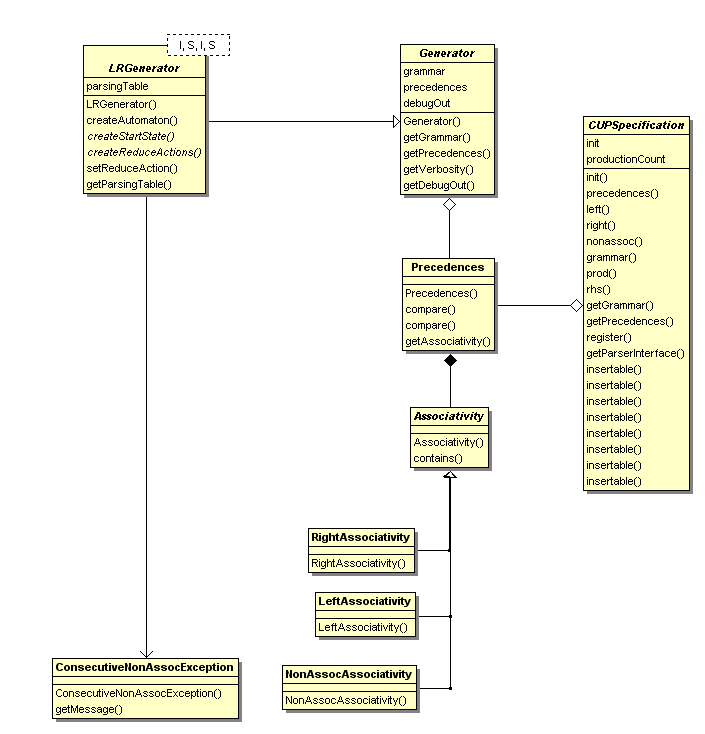 I, S, I, S
LRGenerator
parsingTable
LRGenerator()
createAutomaton()
createStartState()
createReduceActions()
setReduceAction()
getParsingTable()
Generator
grammar
precedences
debugOut
Generator()
getGrammar()
getPrecedences()
getVerbosity()
getDebugOut()
CUPSpecification
init
productionCount
init()
precedences()
left()
right()
nonassoc()
grammar()
prod()
rhs()
getGrammar()
getPrecedences()
register()
getParserInterface()
insertable()
insertable()
insertable()
insertable()
insertable()
insertable()
insertable()
insertable()
Precedences
Precedences()
compare()
compare()
getAssociativity()
Associativity
Associativity()
contains()
RightAssociativity
RightAssociativity()
LeftAssociativity
LeftAssociativity()
NonAssocAssociativity
NonAssocAssociativity()
ConsecutiveNonAssocException
ConsecutiveNonAssocException()
getMessage()